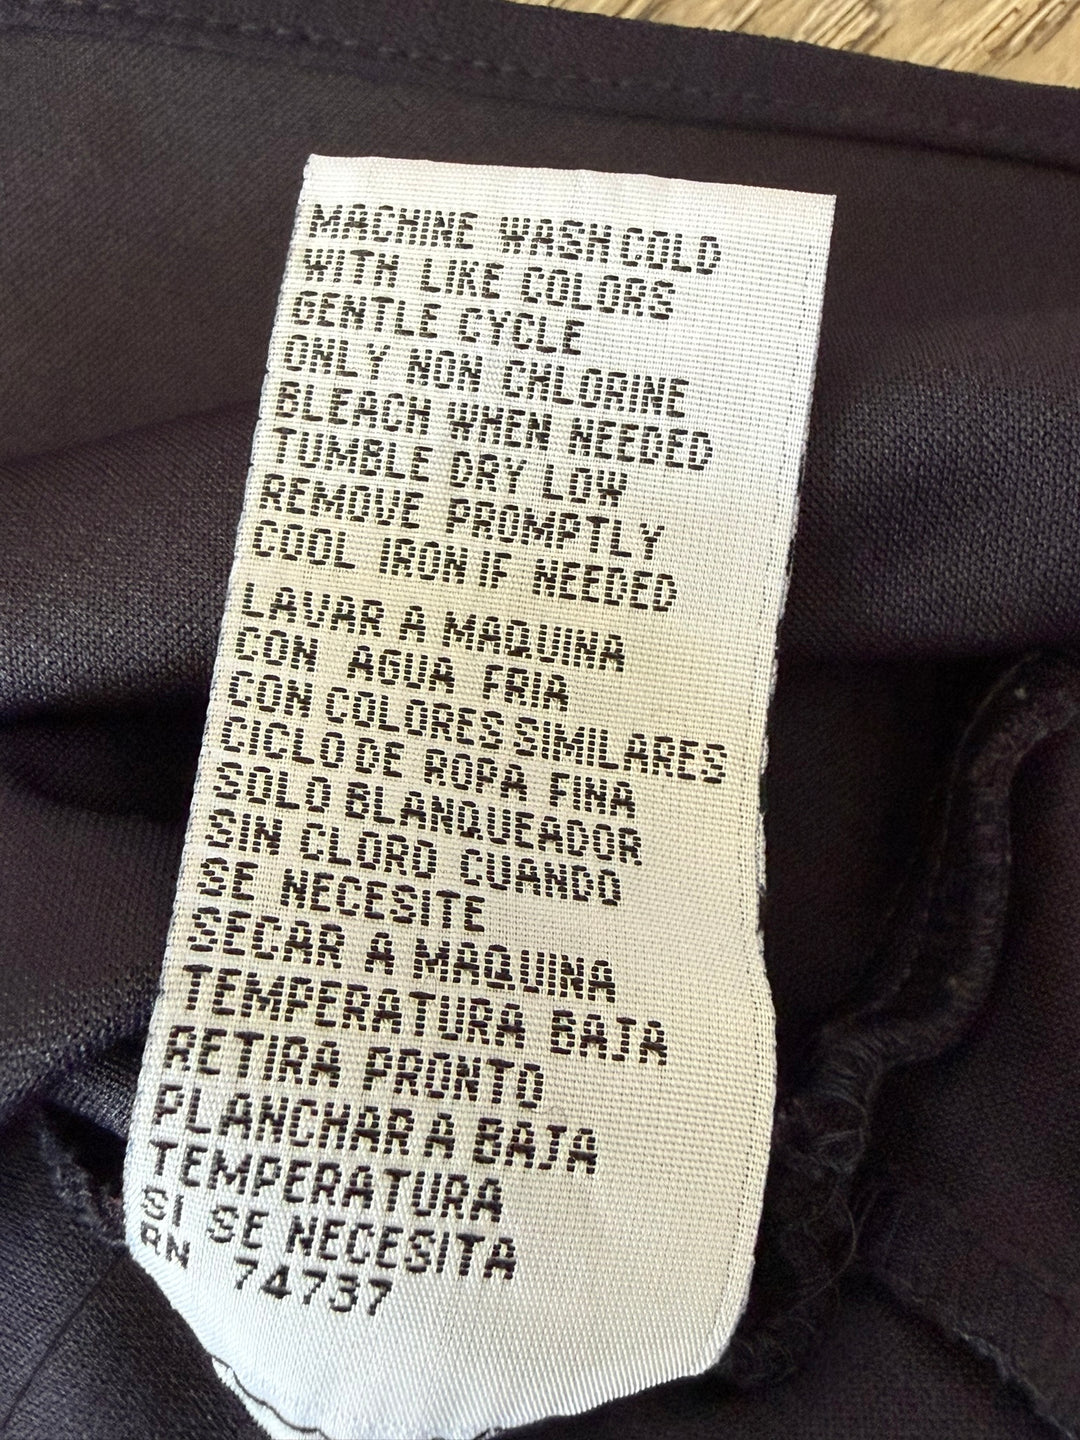 MACHINE WASH COLD
WITH LIKE COLORS
GENTLE CYCLE
ONLY NON CHLORINE
BLEACH WHEN NEEDED
TUMBLE DRY LOW
REMOVE PROMPTLY
COOL IRON IF NEEDED
LAVAR A MAQUINA
CON AGUA FRIA
CON COLORES SIMILARES
CICLO DE ROPA FINA
SOLO BLANQUEADOR
SIN CLORO CUANDO
SE NECESITE
SECAR A MAQUINA
TEMPERATURA BAJA
RETIRA PRONTO
PLANCHAR A BAJA
TEMPERATURA
SI SE NECESITA
RN 74737